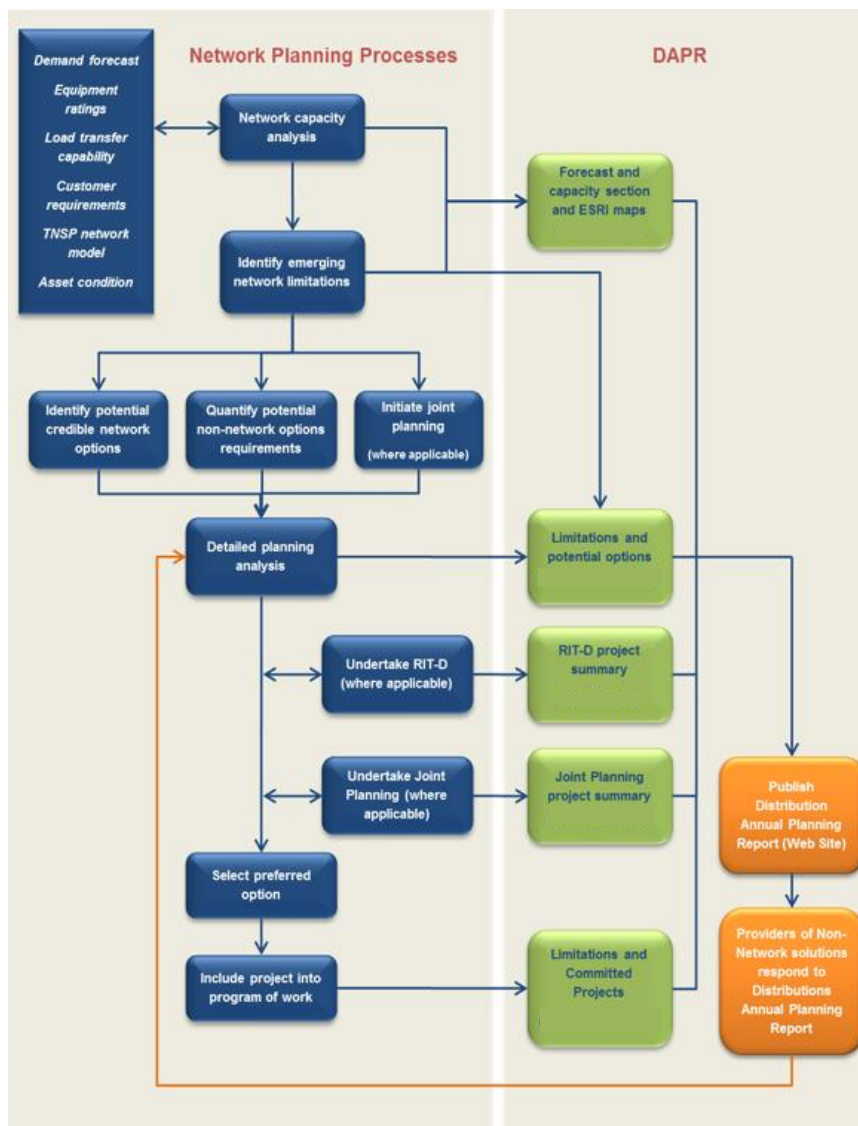 Network Planning Processes
DAPR
Demand forecast
Equipment
ratings
Load transfer
capability
Customer
requirements
TNSP network
model
Asset condition
Network capacity
analysis
Forecast and
capacity section
and ESRI maps
Identify emerging
network limitations
Identify potential
credible network
options
Quantify potential
non-network options
requirements
Initiate joint
planning
(where applicable)
Detailed planning
analysis
Limitations and
potential options
Undertake RIT-D
(where applicable)
RIT-D project
summary
Undertake Joint
Planning (where
applicable)
Joint Planning
project summary
Publish
Distribution
Annual Planning
Report (Web Site)
Select preferred
option
Include project into
program of work
Limitations and
Committed
Projects
Providers of Non-
Network solutions
respond to
Distributions
Annual Planning
Report